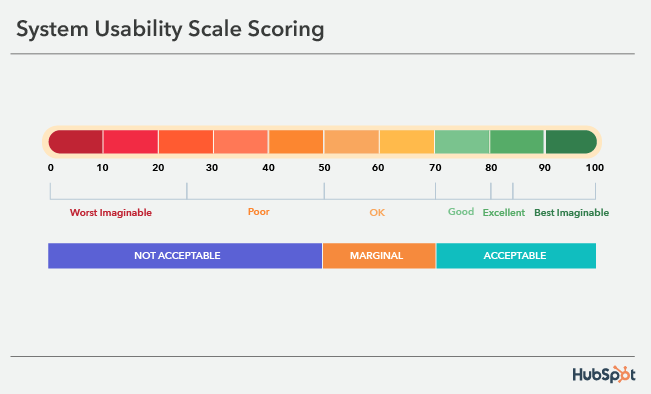 System Usability Scale Scoring
0 10 20 30 40 50 60 70 80 90 100
Worst Imaginable Poor OK Good Excellent Best Imaginable
NOT ACCEPTABLE MARGINAL ACCEPTABLE
HubSpot